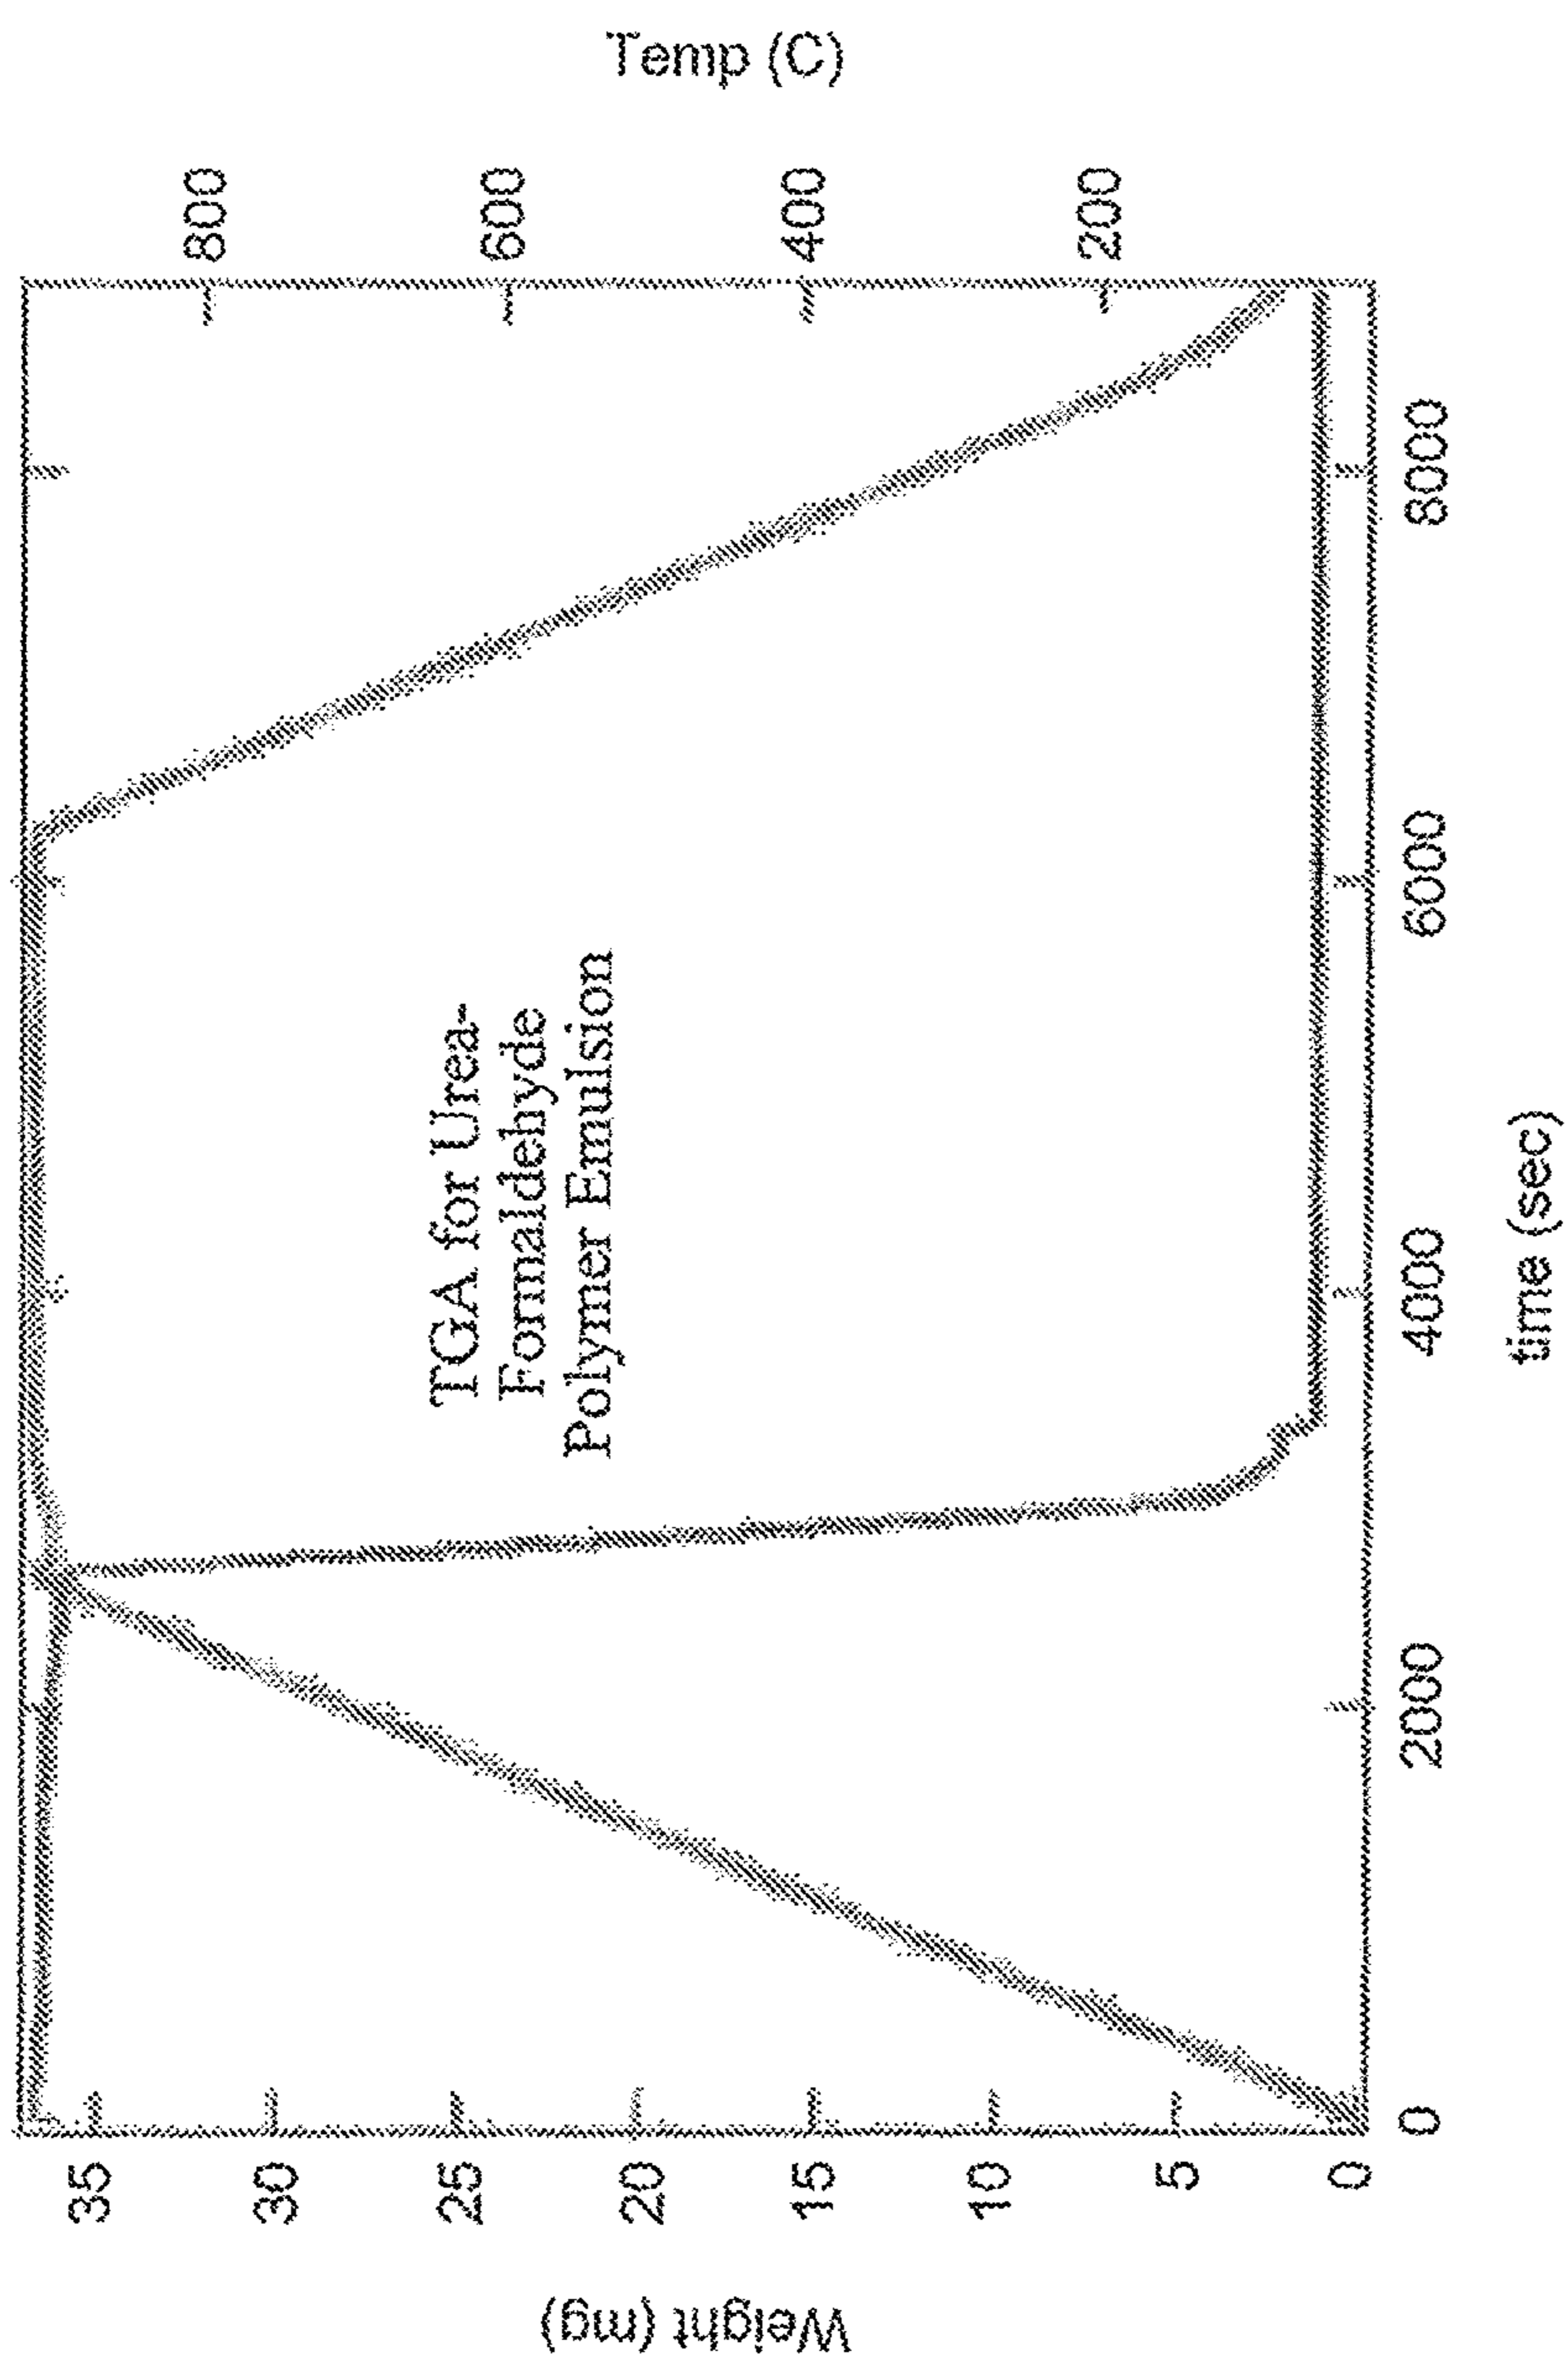 TGA for Urea-
Formaldehyde
Polymer Emulsion
Weight (mg)
35
30
25
20
15
10
5
0
Temp (C)
800
600
400
200
0
2000
4000
6000
8000
time (sec)